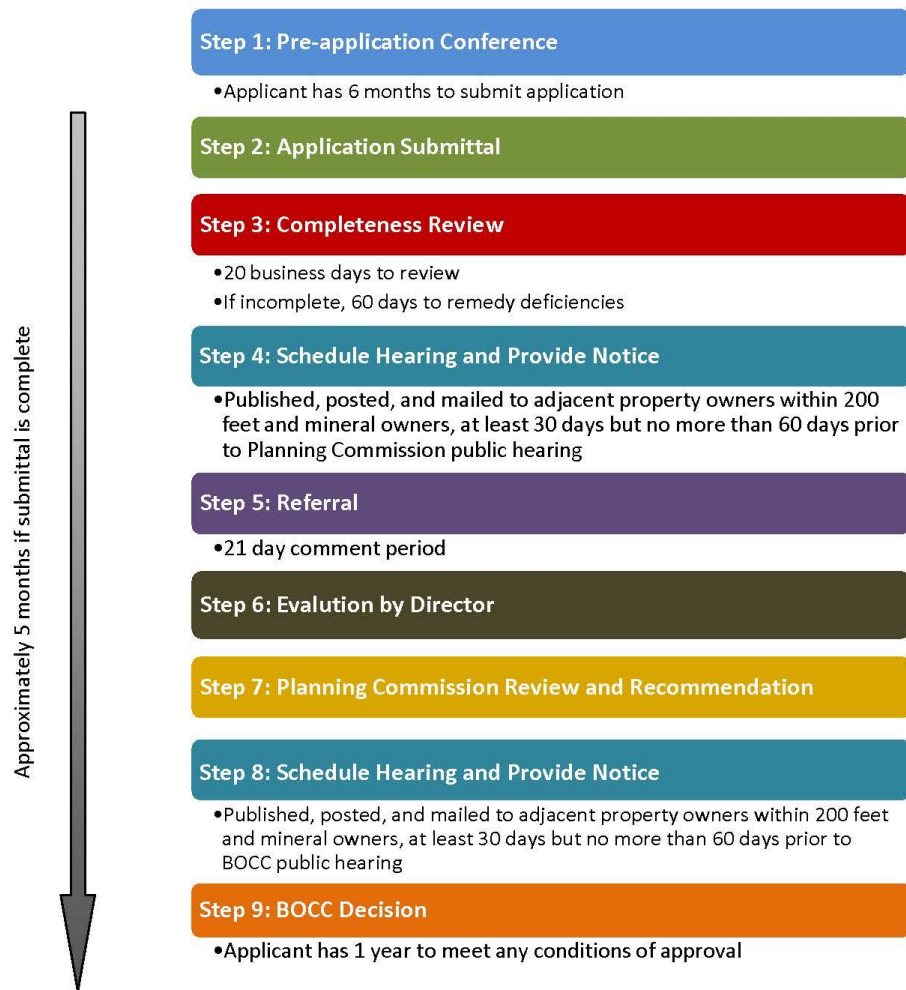 Step 1: Pre-application Conference
•Applicant has 6 months to submit application
Step 2: Application Submittal
Step 3: Completeness Review
•20 business days to review
•If incomplete, 60 days to remedy deficiencies
Step 4: Schedule Hearing and Provide Notice
•Published, posted, and mailed to adjacent property owners within 200
feet and mineral owners, at least 30 days but no more than 60 days prior
to Planning Commission public hearing
Step 5: Referral
•21 day comment period
Step 6: Evalution by Director
Step 7: Planning Commission Review and Recommendation
Step 8: Schedule Hearing and Provide Notice
•Published, posted, and mailed to adjacent property owners within 200 feet
and mineral owners, at least 30 days but no more than 60 days prior to
BOCC public hearing
Step 9: BOCC Decision
•Applicant has 1 year to meet any conditions of approval
Approximately 5 months if submittal is complete